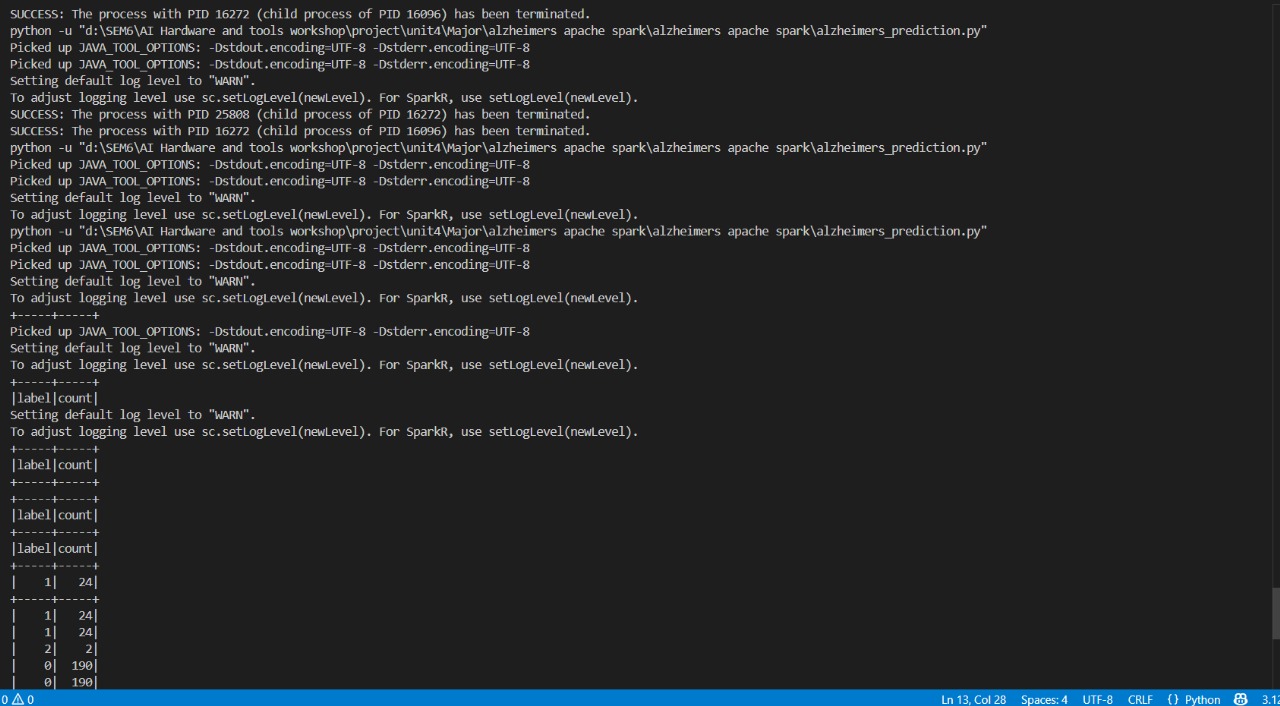 SUCCESS: The process with PID 16272 (child process of PID 16096) has been terminated.
python -u "d:\SEM6\AI Hardware and tools workshop\project\unit4\Major\alzheimers apache spark\alzheimers apache spark\alzheimers_prediction.py"
Picked up JAVA_TOOL_OPTIONS: -Dstdout.encoding=UTF-8 -Dstderr.encoding=UTF-8
Picked up JAVA_TOOL_OPTIONS: -Dstdout.encoding=UTF-8 -Dstderr.encoding=UTF-8
Setting default log level to "WARN".
To adjust logging level use sc.setLogLevel(newLevel). For SparkR, use setLogLevel(newLevel).
SUCCESS: The process with PID 25808 (child process of PID 16272) has been terminated.
SUCCESS: The process with PID 16272 (child process of PID 16096) has been terminated.
python -u "d:\SEM6\AI Hardware and tools workshop\project\unit4\Major\alzheimers apache spark\alzheimers apache spark\alzheimers_prediction.py"
Picked up JAVA_TOOL_OPTIONS: -Dstdout.encoding=UTF-8 -Dstderr.encoding=UTF-8
Picked up JAVA_TOOL_OPTIONS: -Dstdout.encoding=UTF-8 -Dstderr.encoding=UTF-8
Setting default log level to "WARN".
To adjust logging level use sc.setLogLevel(newLevel). For SparkR, use setLogLevel(newLevel).
python -u "d:\SEM6\AI Hardware and tools workshop\project\unit4\Major\alzheimers apache spark\alzheimers apache spark\alzheimers_prediction.py"
Picked up JAVA_TOOL_OPTIONS: -Dstdout.encoding=UTF-8 -Dstderr.encoding=UTF-8
Picked up JAVA_TOOL_OPTIONS: -Dstdout.encoding=UTF-8 -Dstderr.encoding=UTF-8
Setting default log level to "WARN".
To adjust logging level use sc.setLogLevel(newLevel). For SparkR, use setLogLevel(newLevel).
+-----+-----+
Picked up JAVA_TOOL_OPTIONS: -Dstdout.encoding=UTF-8 -Dstderr.encoding=UTF-8
Setting default log level to "WARN".
To adjust logging level use sc.setLogLevel(newLevel). For SparkR, use setLogLevel(newLevel).
+-----+-----+
|label|count|
Setting default log level to "WARN".
To adjust logging level use sc.setLogLevel(newLevel). For SparkR, use setLogLevel(newLevel).
+-----+-----+
|label|count|
+-----+-----+
+-----+-----+
|label|count|
+-----+-----+
|label|count|
+-----+-----+
|    1|   24|
+-----+-----+
|    1|   24|
|    1|   24|
|    2|    2|
|    0|  190|
|    0|  190|
0 0 Ln 13, Col 28 Spaces: 4 UTF-8 CRLF {} Python